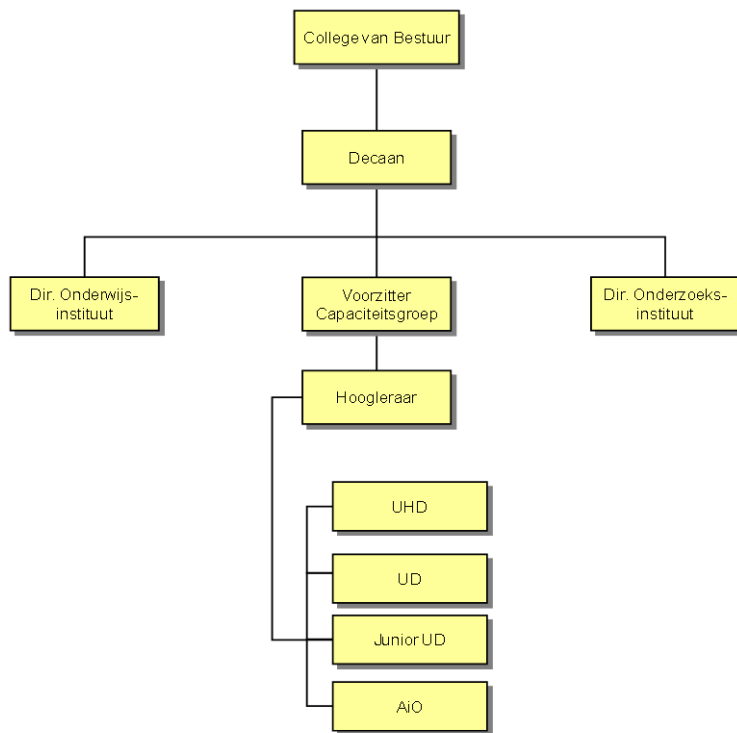 College van Bestuur
Decaan
Dir. Onderwijs-
instituut
Voorzitter
Capaciteitsgroep
Dir. Onderzoeks-
instituut
Hoogleraar
UHD
UD
Junior UD
AiO